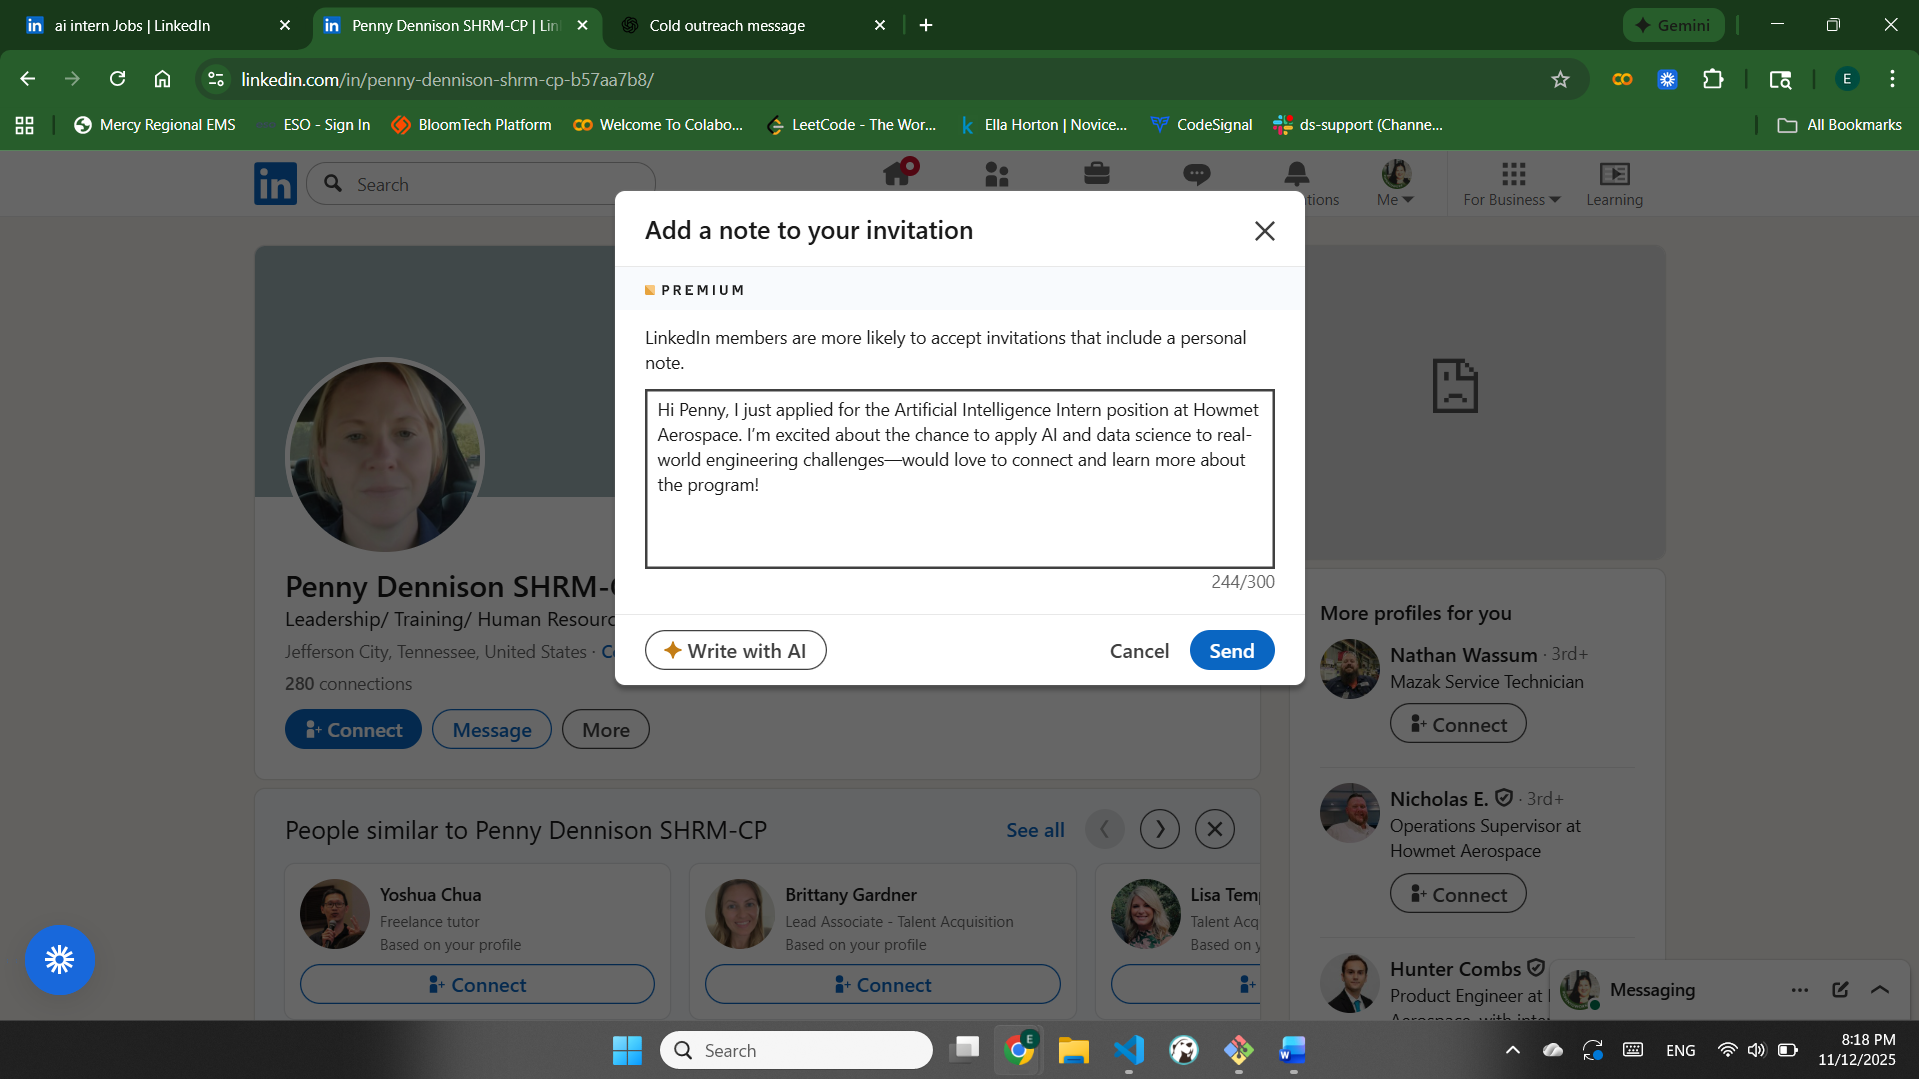 ai intern Jobs | LinkedIn
Penny Dennison SHRM-CP | Lin
Cold outreach message
Gemini
linkedin.com/in/penny-dennison-shrm-cp-b57aa7b8/
E
Mercy Regional EMS
ESO - Sign In
BloomTech Platform
Welcome To Colabo...
LeetCode - The Wor...
Ella Horton | Novice...
CodeSignal
ds-support (Channe...
All Bookmarks
in
Search
tions
Me
For Business
Learning
Add a note to your invitation
PREMIUM
LinkedIn members are more likely to accept invitations that include a personal
note.
Hi Penny, I just applied for the Artificial Intelligence Intern position at Howmet
Aerospace. I’m excited about the chance to apply AI and data science to real-
world engineering challenges—would love to connect and learn more about
the program!
244/300
Write with AI
Cancel
Send
Penny Dennison SHRM-C
Leadership/ Training/ Human Resourc
Jefferson City, Tennessee, United States · Co
280 connections
Connect
Message
More
People similar to Penny Dennison SHRM-CP
See all
Yoshua Chua
Freelance tutor
Based on your profile
Connect
Brittany Gardner
Lead Associate - Talent Acquisition
Based on your profile
Connect
Lisa Temp
Talent Acq
Based on y
More profiles for you
Nathan Wassum · 3rd+
Mazak Service Technician
Connect
Nicholas E. · 3rd+
Operations Supervisor at
Howmet Aerospace
Connect
Hunter Combs
Product Engineer at
Aerospace, with inte
Messaging
Search
E
ENG
8:18 PM
11/12/2025